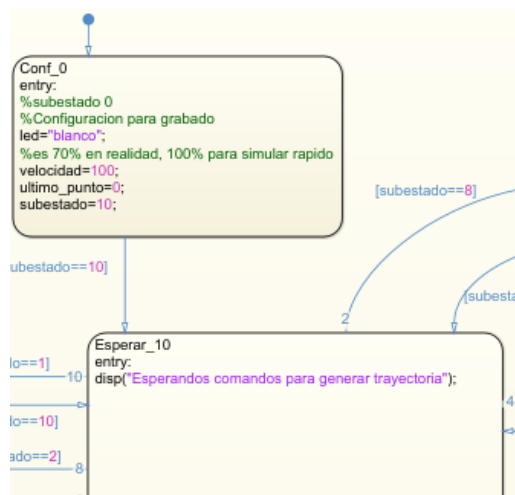 Conf_0
entry:
%subestado 0
%Configuracion para grabado
led="blanco";
%es 70% en realidad, 100% para simular rapido
velocidad=100;
ultimo_punto=0;
subestado=10;
[subestado==8]
ubestado==10]
[subesta
2
Esperar_10
entry:
disp("Esperandos comandos para generar trayectoria");
do==1]
10
4
do==10]
ado==2]
8